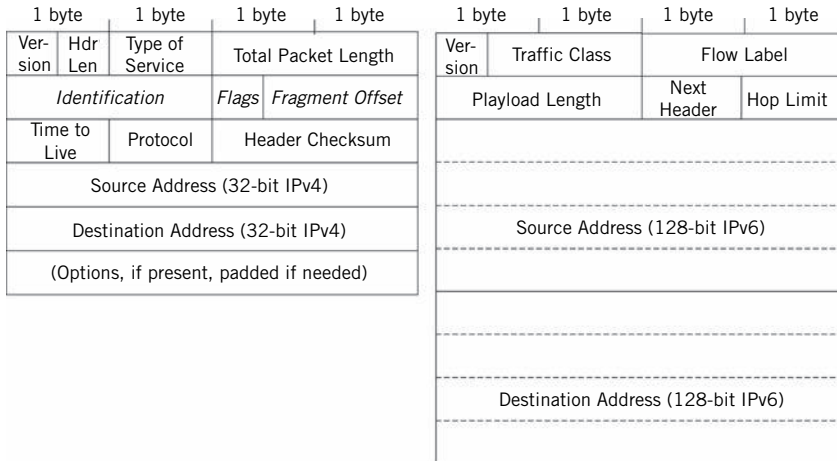 1 byte 1 byte 1 byte 1 byte
Ver-
sion
Hdr
Len
Type of
Service
Total Packet Length
Identification Flags Fragment Offset
Time to
Live
Protocol
Header Checksum
Source Address (32-bit IPv4)
Destination Address (32-bit IPv4)
(Options, if present, padded if needed)
1 byte 1 byte 1 byte 1 byte
Ver-
sion
Traffic Class
Flow Label
Playload Length
Next
Header
Hop Limit
Source Address (128-bit IPv6)
Destination Address (128-bit IPv6)